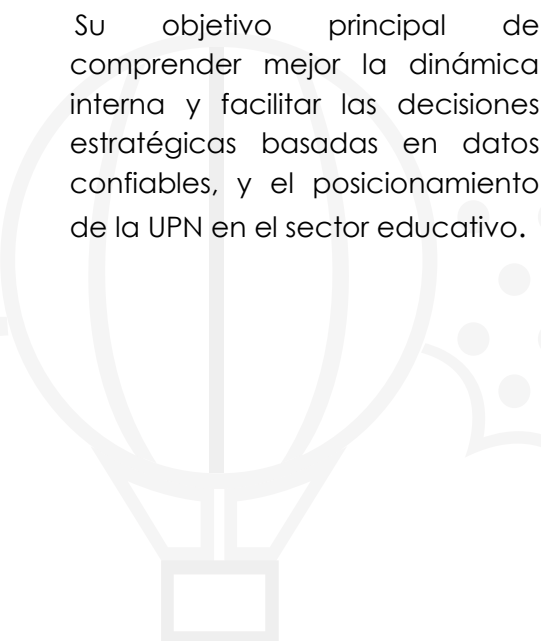 Su objetivo principal de
comprender mejor la dinámica
interna y facilitar las decisiones
estratégicas basadas en datos
confiables, y el posicionamiento
de la UPN en el sector educativo.